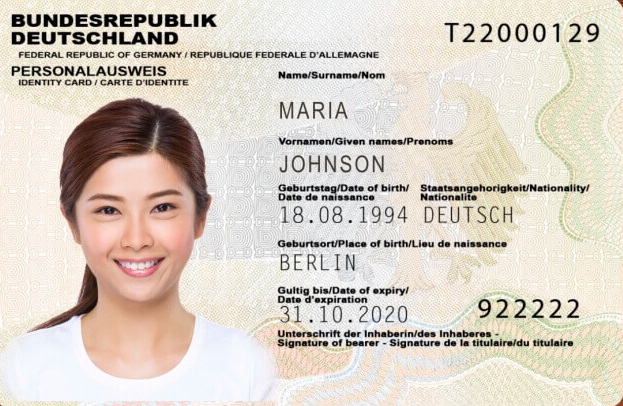 BUNDESREPUBLIK
DEUTSCHLAND
T22000129
FEDERAL REPUBLIC OF GERMANY / REPUBLIQUE FEDERALE D'ALLEMAGNE
PERSONALAUSWEIS
IDENTITY CARD / CARTE D'IDENTITE
Name/Surname/Nom
MARIA
Vornamen/Given names/Prenoms
JOHNSON
Geburtstag/Date of birth/ Staatsangehorigkeit/Nationality/
Date de naissance Nationalite
18.08.1994 DEUTSCH
Geburtsort/Place of birth/Lieu de naissance
BERLIN
Gultig bis/Date of expiry/
Date d'expiration
31.10.2020
922222
Unterschrift der Inhaberin/des Inhaberes -
Signature of bearer - Signature de la titulaire/du titulaire